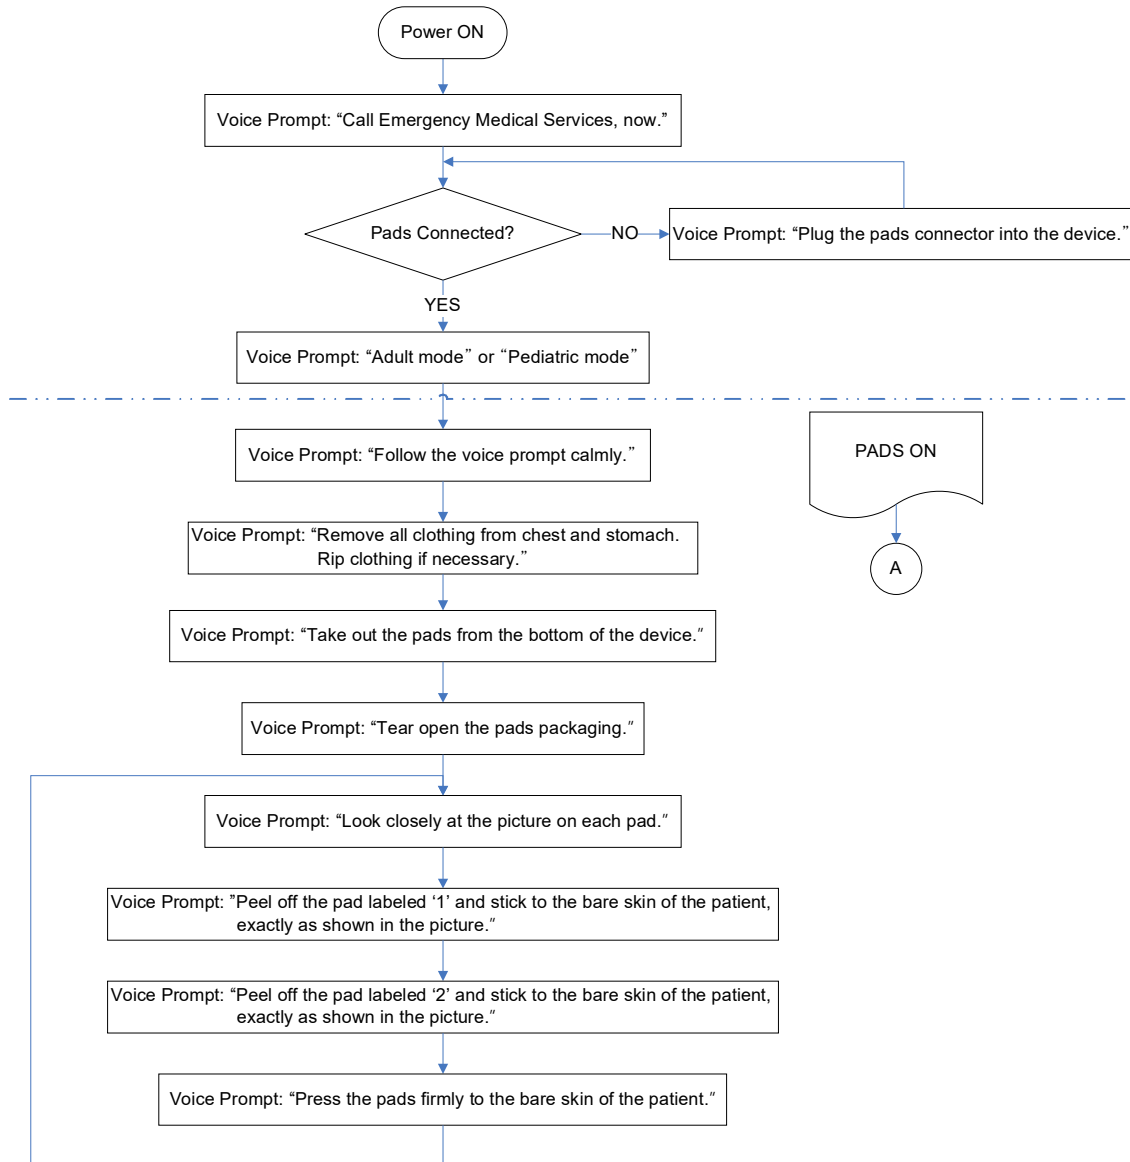 Power ON
Voice Prompt: “Call Emergency Medical Services, now.”
Pads Connected?
NO
Voice Prompt: “Plug the pads connector into the device.”
YES
Voice Prompt: “Adult mode” or “Pediatric mode”
Voice Prompt: “Follow the voice prompt calmly.”
PADS ON
Voice Prompt: “Remove all clothing from chest and stomach.
Rip clothing if necessary.”
A
Voice Prompt: “Take out the pads from the bottom of the device.”
Voice Prompt: “Tear open the pads packaging.”
Voice Prompt: “Look closely at the picture on each pad.”
Voice Prompt: ”Peel off the pad labeled ‘1’ and stick to the bare skin of the patient,
exactly as shown in the picture.”
Voice Prompt: “Peel off the pad labeled ‘2’ and stick to the bare skin of the patient,
exactly as shown in the picture.”
Voice Prompt: “Press the pads firmly to the bare skin of the patient.”